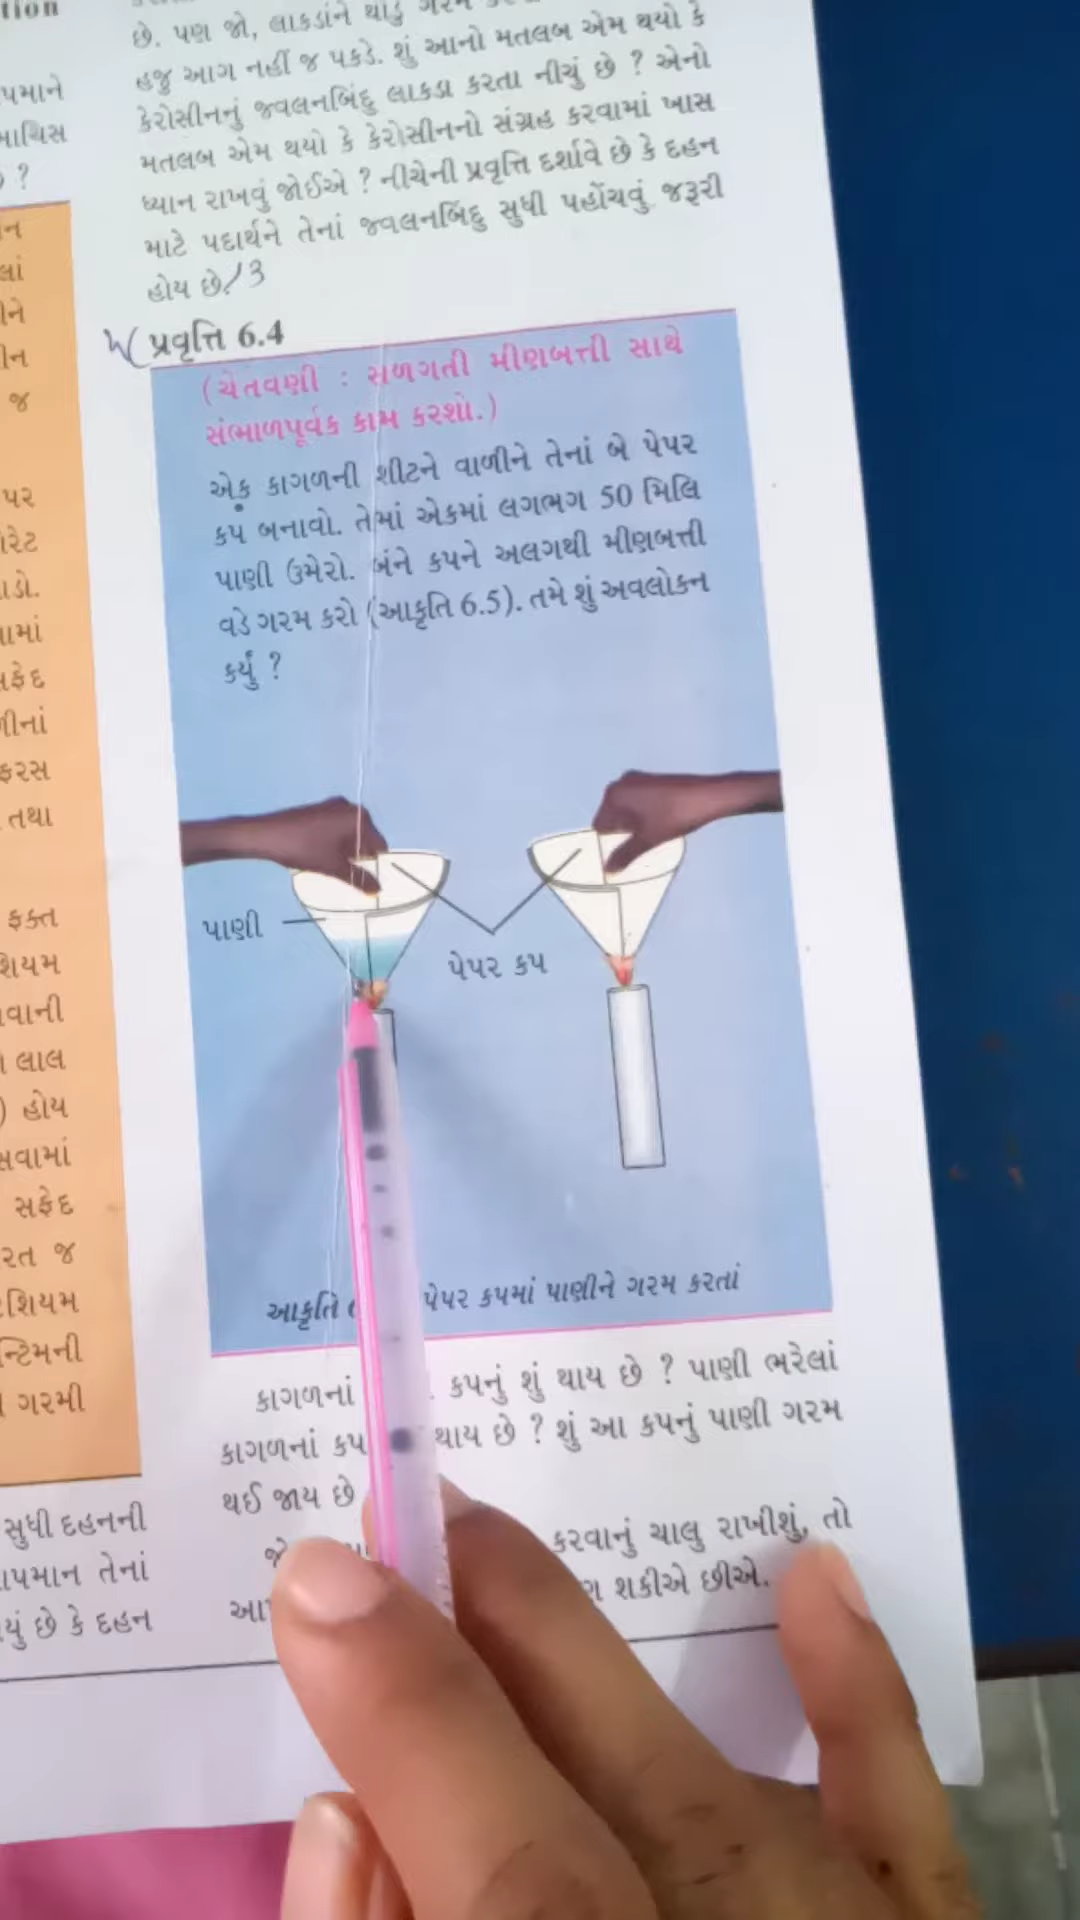 tion
પમાને
માચિસ
?
છે. પણ જો, લાકડાંને થોડું ગરમ
હજુ આગ નહીં જ પકડે. શું આનો મતલબ એમ થયો કે
કેરોસીનનું જ્વલનબિંદુ લાકડા કરતા નીચું છે ? એનો
મતલબ એમ થયો કે કેરોસીનનો સંગ્રહ કરવામાં ખાસ
ધ્યાન રાખવું જોઈએ ? નીચેની પ્રવૃત્તિ દર્શાવે છે કે દહન
માટે પદાર્થને તેનાં જ્વલનબિંદુ સુધી પહોંચવું જરૂરી
હોય છે. 3
પ્રવૃત્તિ 6.4
(ચેતવણી : સળગતી મીણબત્તી સાથે
સંભાળપૂર્વક કામ કરશો.)
એક કાગળની શીટને વાળીને તેનાં બે પેપર
કપ બનાવો. તેમાં એકમાં લગભગ 50 મિલિ
પાણી ઉમેરો. બંને કપને અલગથી મીણબત્તી
વડે ગરમ કરો (આકૃતિ 6.5). તમે શું અવલોકન
કર્યું ?
પાણી
પેપર કપ
આકૃતિ પેપર કપમાં પાણીને ગરમ કરતાં
કાગળનાં કપનું શું થાય છે ? પાણી ભરેલાં
કાગળનાં કપ થાય છે ? શું આ કપનું પાણી ગરમ
થઈ જાય છે
જો કરવાનું ચાલુ રાખીશું, તો
શકીએ છીએ.
ન
લાં
ીને
ીન
જ
પર
ોરેટ
ાડો.
ામાં
સફેદ
ળીનાં
ફરસ
તથા
ફક્ત
શિયમ
વાની
લાલ
) હોય
સવામાં
સફેદ
રત જ
શિયમ
ન્ટિમની
ગરમી
સુધી દહનની
ાપમાન તેનાં
યું છે કે દહન